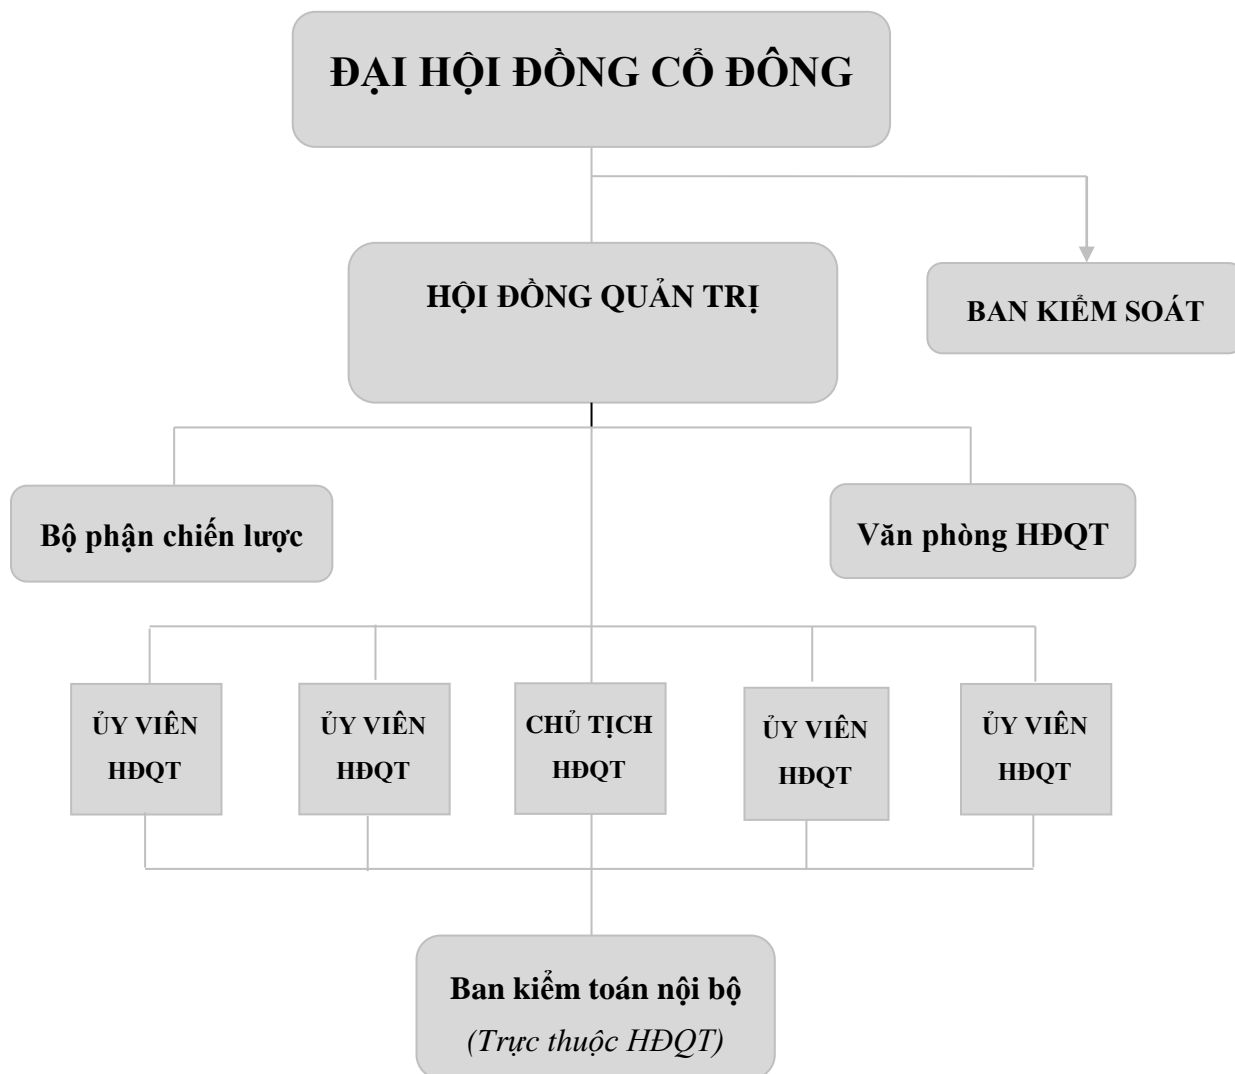 ĐẠI HỘI ĐỒNG CỔ ĐÔNG
HỘI ĐỒNG QUẢN TRỊ
BAN KIỂM SOÁT
Bộ phận chiến lược
Văn phòng HĐQT
ỦY VIÊN
HĐQT
ỦY VIÊN
HĐQT
CHỦ TỊCH
HĐQT
ỦY VIÊN
HĐQT
ỦY VIÊN
HĐQT
Ban kiểm toán nội bộ
(Trực thuộc HĐQT)